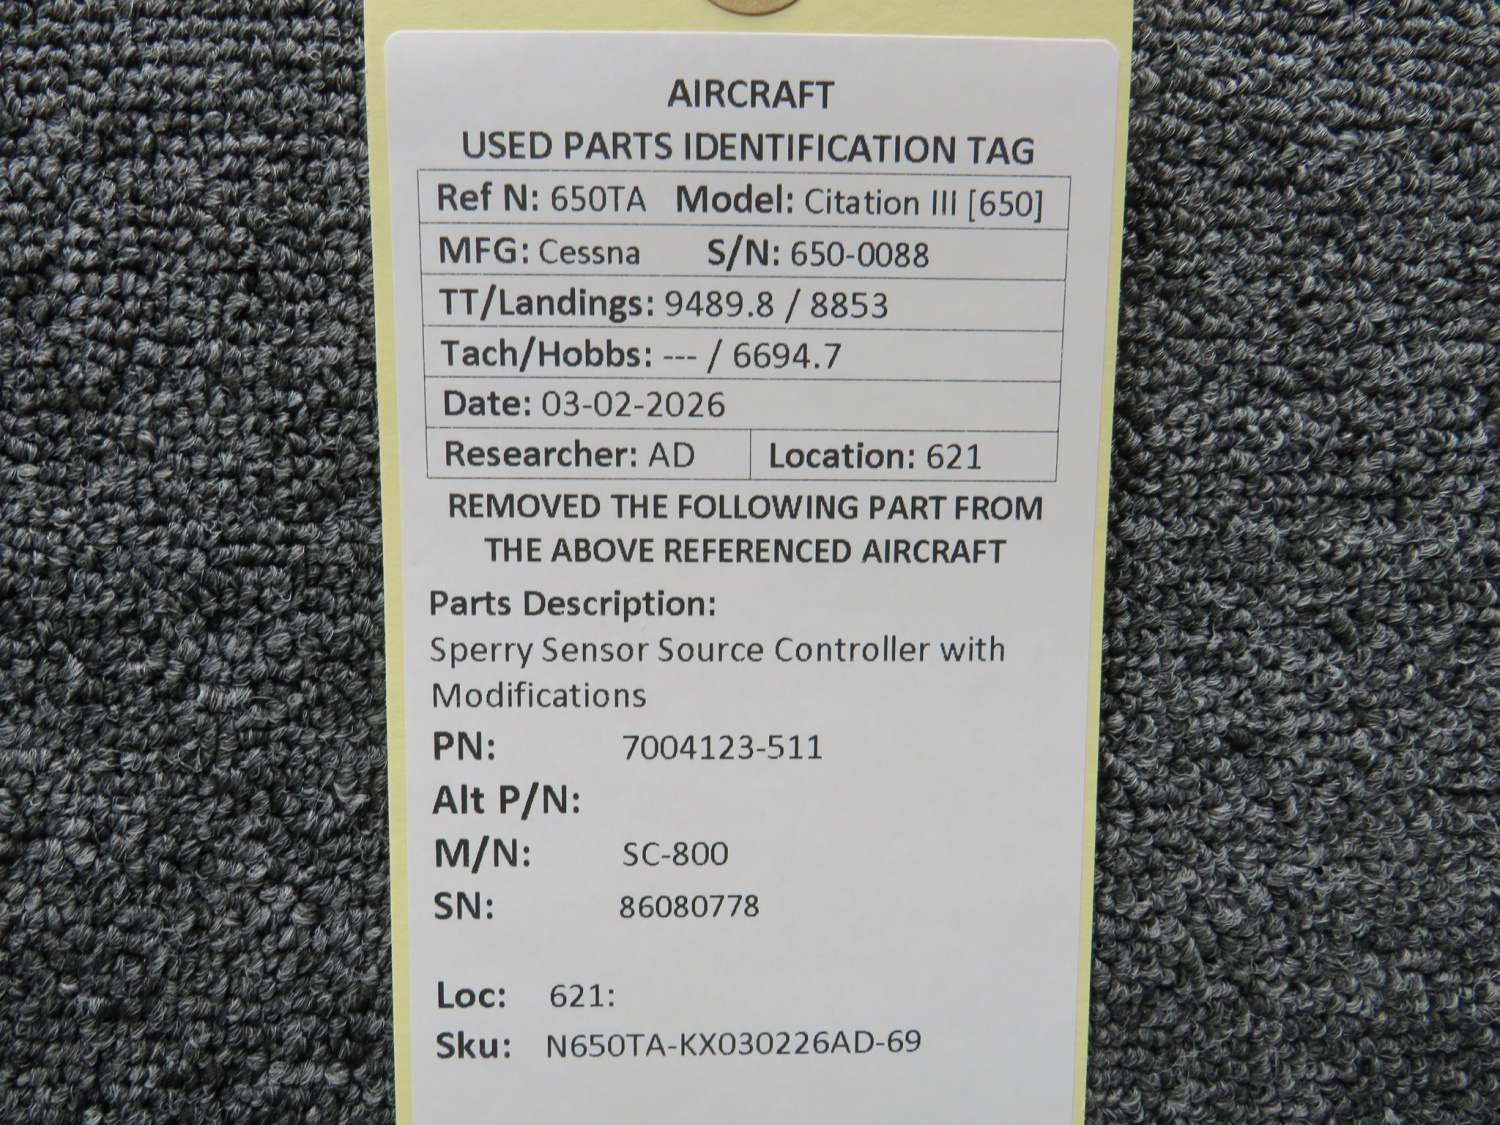 AIRCRAFT
USED PARTS IDENTIFICATION TAG
Ref N: 650TA Model: Citation III [650]
MFG: Cessna S/N: 650-0088
TT/Landings: 9489.8 / 8853
Tach/Hobbs: --- / 6694.7
Date: 03-02-2026
Researcher: AD Location: 621
REMOVED THE FOLLOWING PART FROM
THE ABOVE REFERENCED AIRCRAFT
Parts Description:
Sperry Sensor Source Controller with
Modifications
PN: 7004123-511
Alt P/N:
M/N: SC-800
SN: 86080778
Loc: 621:
Sku: N650TA-KX030226AD-69